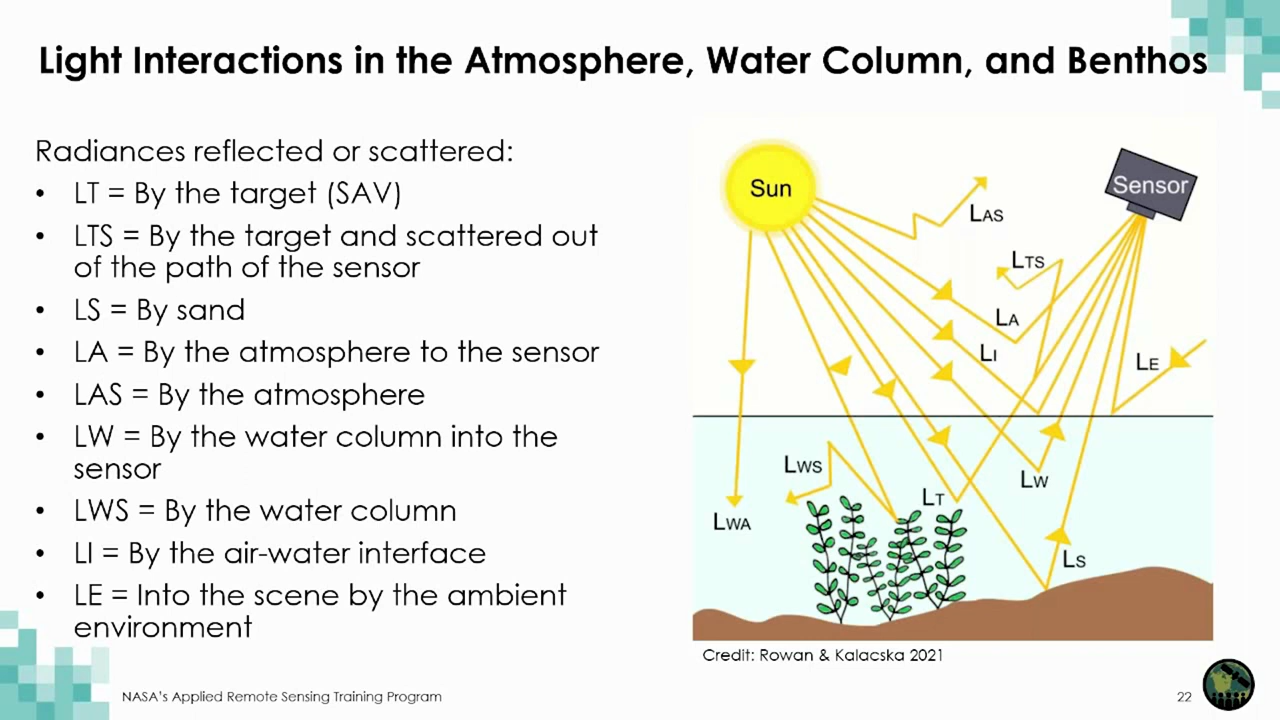 Light Interactions in the Atmosphere, Water Column, and Benthos
Radiances reflected or scattered:
• LT = By the target (SAV)
• LTS = By the target and scattered out
of the path of the sensor
• LS = By sand
• LA = By the atmosphere to the sensor
• LAS = By the atmosphere
• LW = By the water column into the
sensor
• LWS = By the water column
• LI = By the air-water interface
• LE = Into the scene by the ambient
environment
Sun
Sensor
LAS
LTS
LA
LI
LE
LWS
LT
LW
LWA
LS
Credit: Rowan & Kalacska 2021
NASA's Applied Remote Sensing Training Program
22